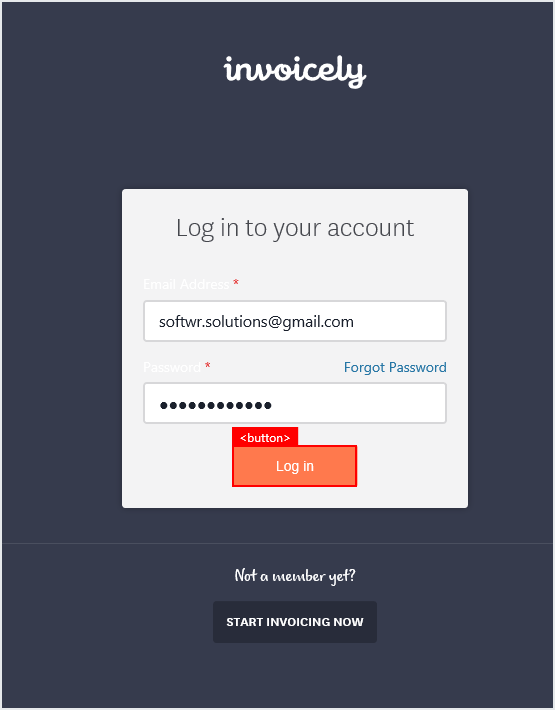 invoicely
Log in to your account
Email Address *
softwr.solutions@gmail.com
Password * Forgot Password
●●●●●●●●●●●●
<button>
Log in
Not a member yet?
START INVOICING NOW